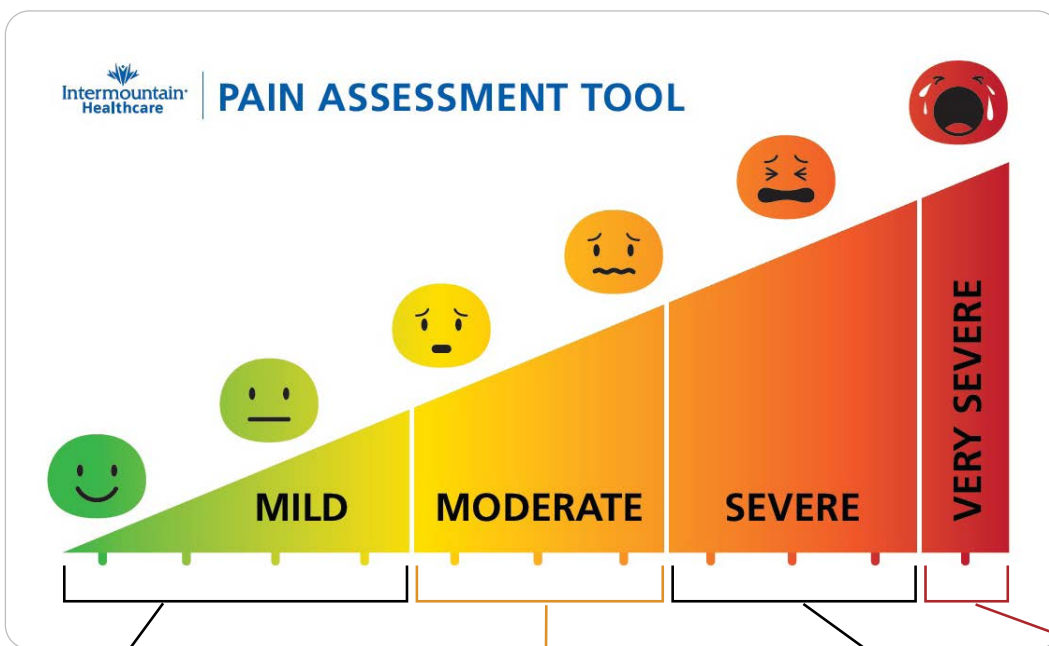 Intermountain·
Healthcare
PAIN ASSESSMENT TOOL
MILD
MODERATE
SEVERE
VERY SEVERE